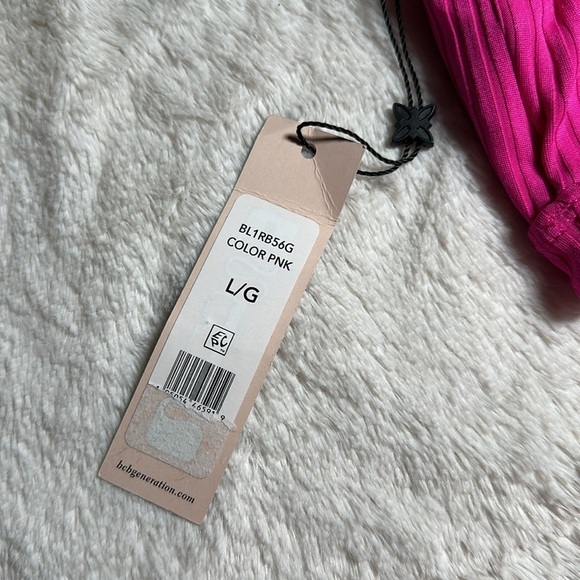 BL1RB56G
COLOR PNK
L/G
bcbgeneration.com